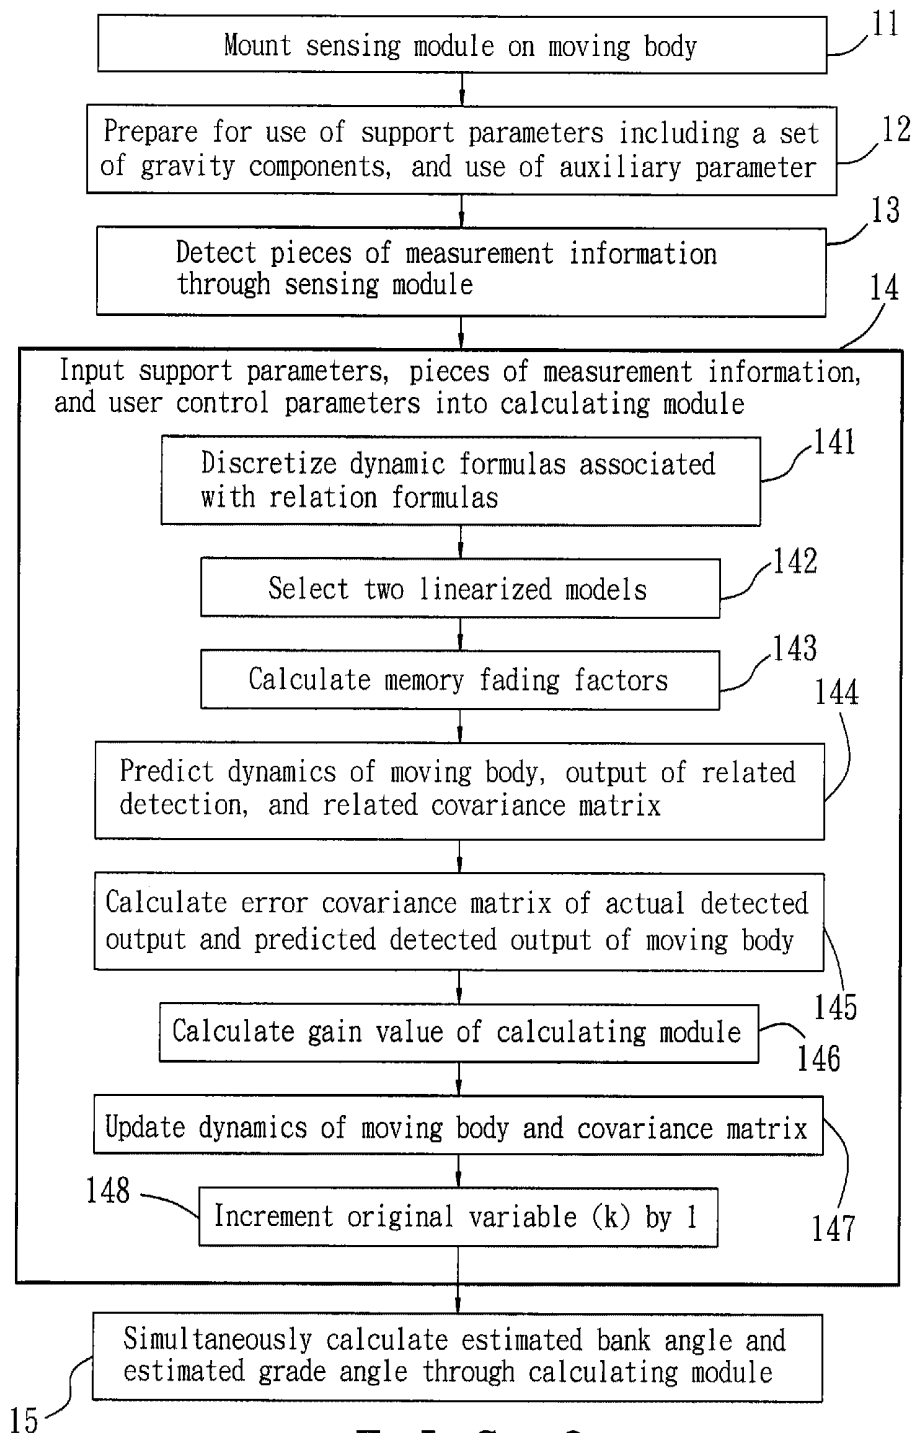 Mount sensing module on moving body
11
Prepare for use of support parameters including a set
of gravity components, and use of auxiliary parameter
12
Detect pieces of measurement information
through sensing module
13
14
Input support parameters, pieces of measurement information,
and user control parameters into calculating module
Discretize dynamic formulas associated
with relation formulas
141
Select two linearized models
142
Calculate memory fading factors
143
Predict dynamics of moving body, output of related
detection, and related covariance matrix
144
Calculate error covariance matrix of actual detected
output and predicted detected output of moving body
145
Calculate gain value of calculating module
146
Update dynamics of moving body and covariance matrix
147
148
Increment original variable (k) by 1
Simultaneously calculate estimated bank angle and
estimated grade angle through calculating module
15